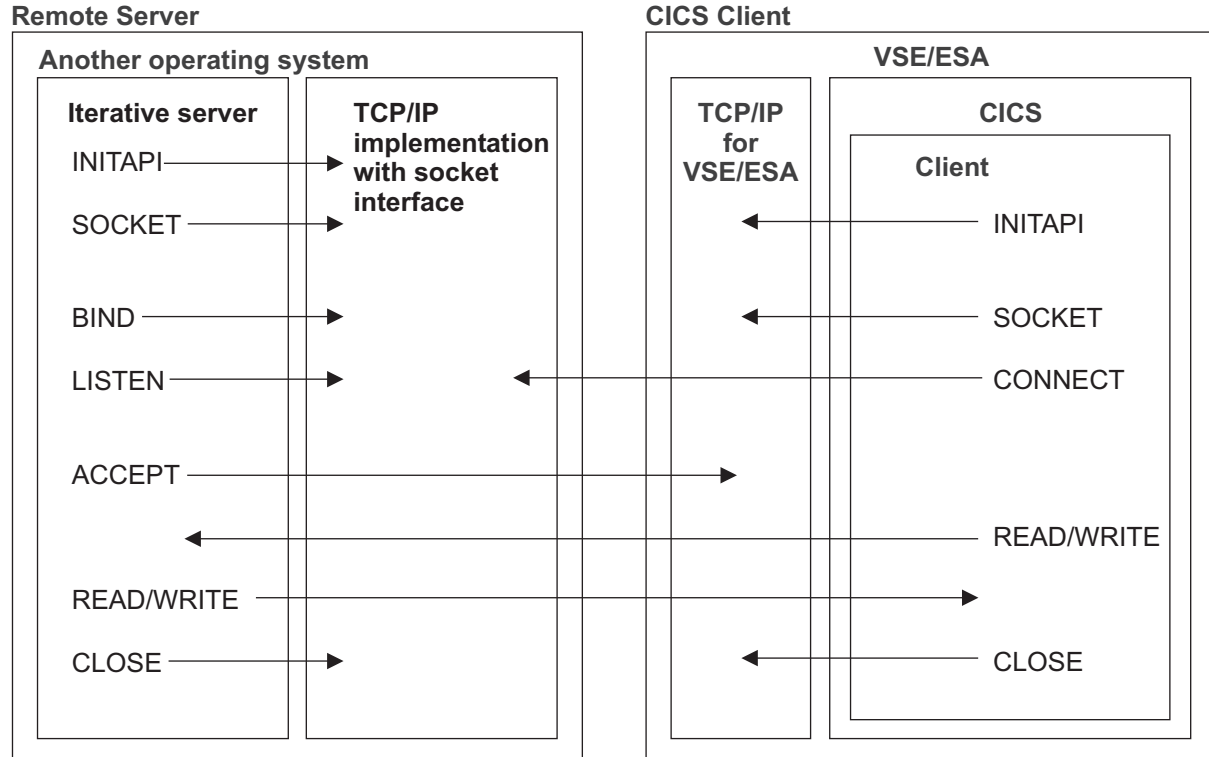 Remote Server
CICS Client
Another operating system
VSE/ESA
Iterative server
TCP/IP
implementation
with socket
interface
TCP/IP
for
VSE/ESA
CICS
Client
INITAPI
SOCKET
INITAPI
BIND
SOCKET
LISTEN
CONNECT
ACCEPT
READ/WRITE
READ/WRITE
CLOSE
CLOSE